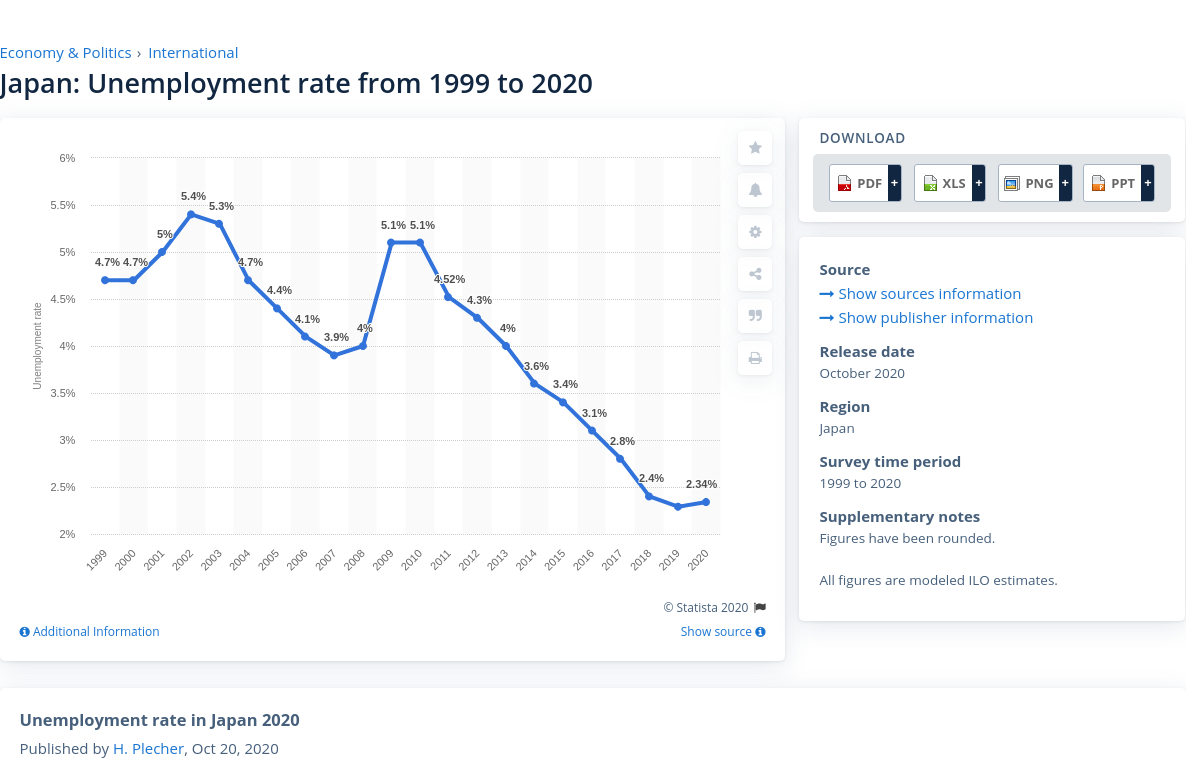 Economy & Politics › International
Japan: Unemployment rate from 1999 to 2020
6%
5.5%
5%
4.5%
4%
3.5%
3%
2.5%
2%
Unemployment rate
4.7% 4.7% 5% 5.4% 5.3% 4.7% 4.4% 4.1% 3.9% 4% 5.1% 5.1% 4.52% 4.3% 4% 3.6% 3.4% 3.1% 2.8% 2.4% 2.34%
1999 2000 2001 2002 2003 2004 2005 2006 2007 2008 2009 2010 2011 2012 2013 2014 2015 2016 2017 2018 2019 2020
© Statista 2020
Additional Information
Show source
DOWNLOAD
PDF + XLS + PNG + PPT +
Source
Show sources information
Show publisher information
Release date
October 2020
Region
Japan
Survey time period
1999 to 2020
Supplementary notes
Figures have been rounded.
All figures are modeled ILO estimates.
Unemployment rate in Japan 2020
Published by H. Plecher, Oct 20, 2020